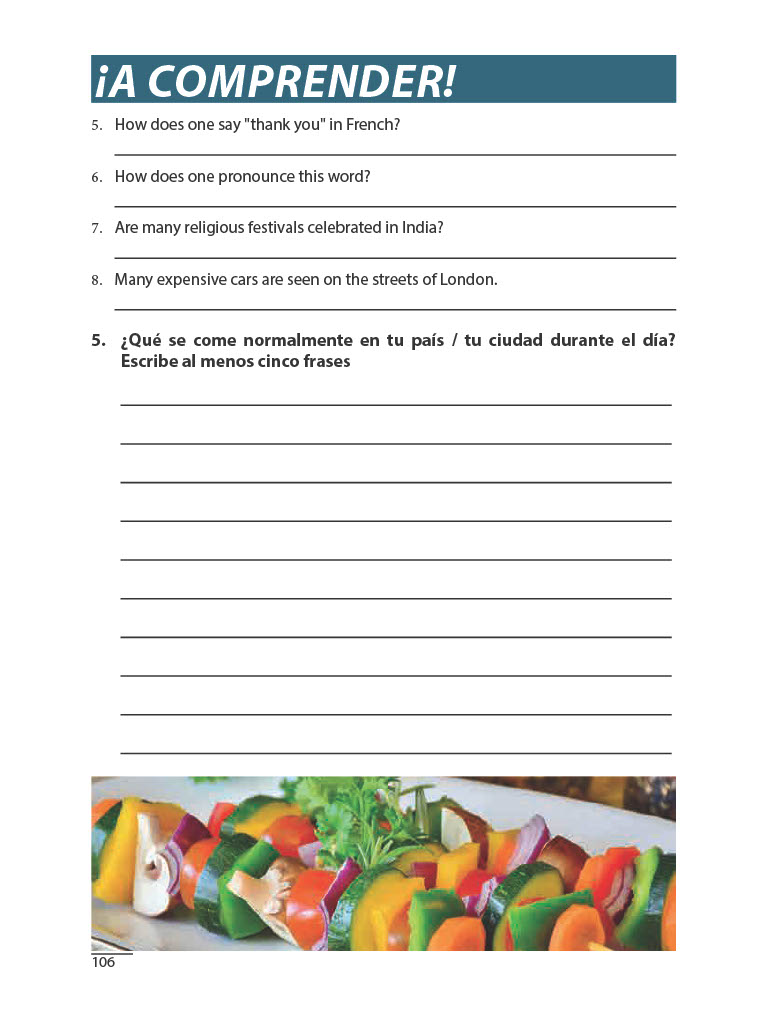 ¡A COMPRENDER!
5. How does one say "thank you" in French?
6. How does one pronounce this word?
7. Are many religious festivals celebrated in India?
8. Many expensive cars are seen on the streets of London.
5. ¿Qué se come normalmente en tu país / tu ciudad durante el día?
Escribe al menos cinco frases
106